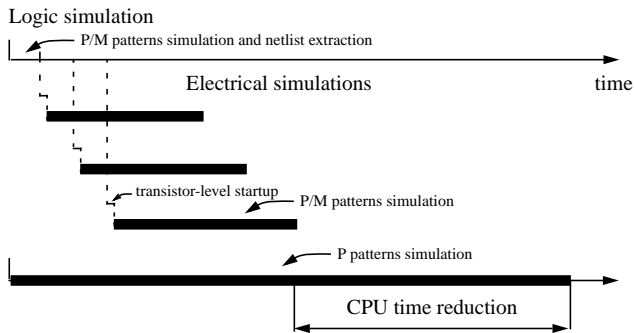 Logic simulation
P/M patterns simulation and netlist extraction
Electrical simulations
time
transistor-level startup
P/M patterns simulation
P patterns simulation
CPU time reduction